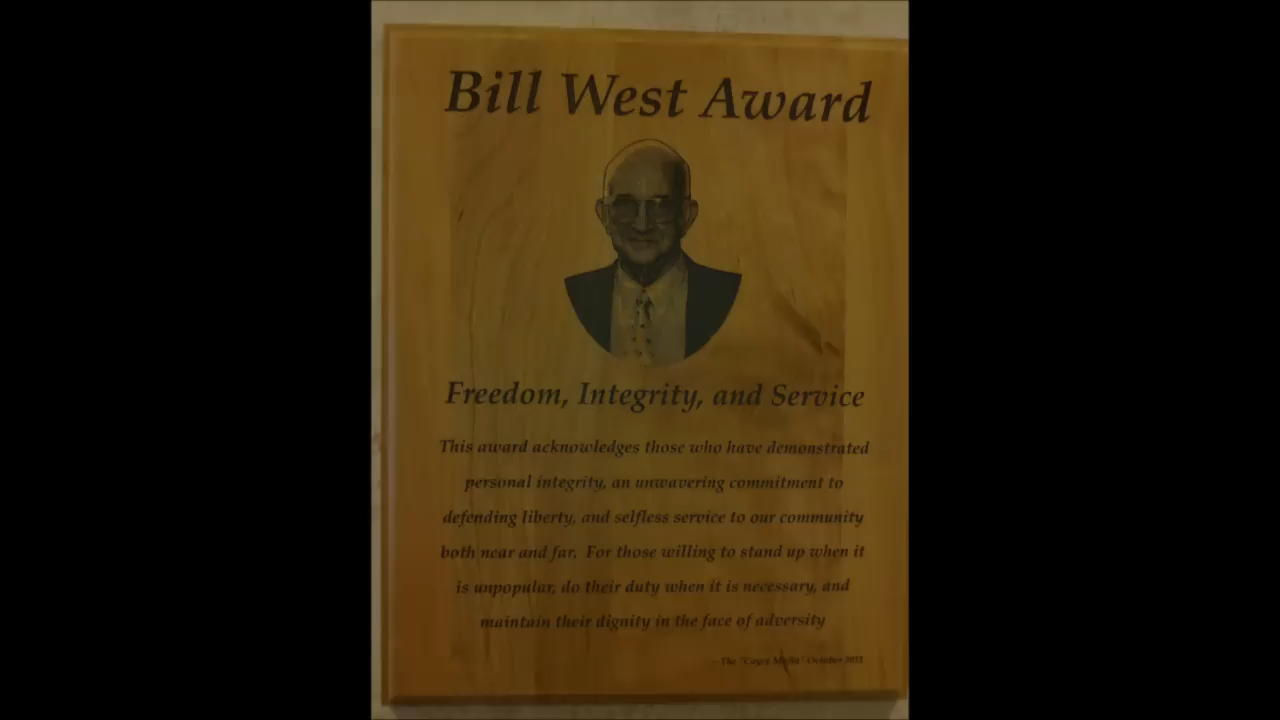 Bill West Award
Freedom, Integrity, and Service
This award acknowledges those who have demonstrated
personal integrity, an unwavering commitment to
defending liberty, and selfless service to our community
both near and far. For those willing to stand up when it
is unpopular, do their duty when it is necessary, and
maintain their dignity in the face of adversity
—The "Coyer October